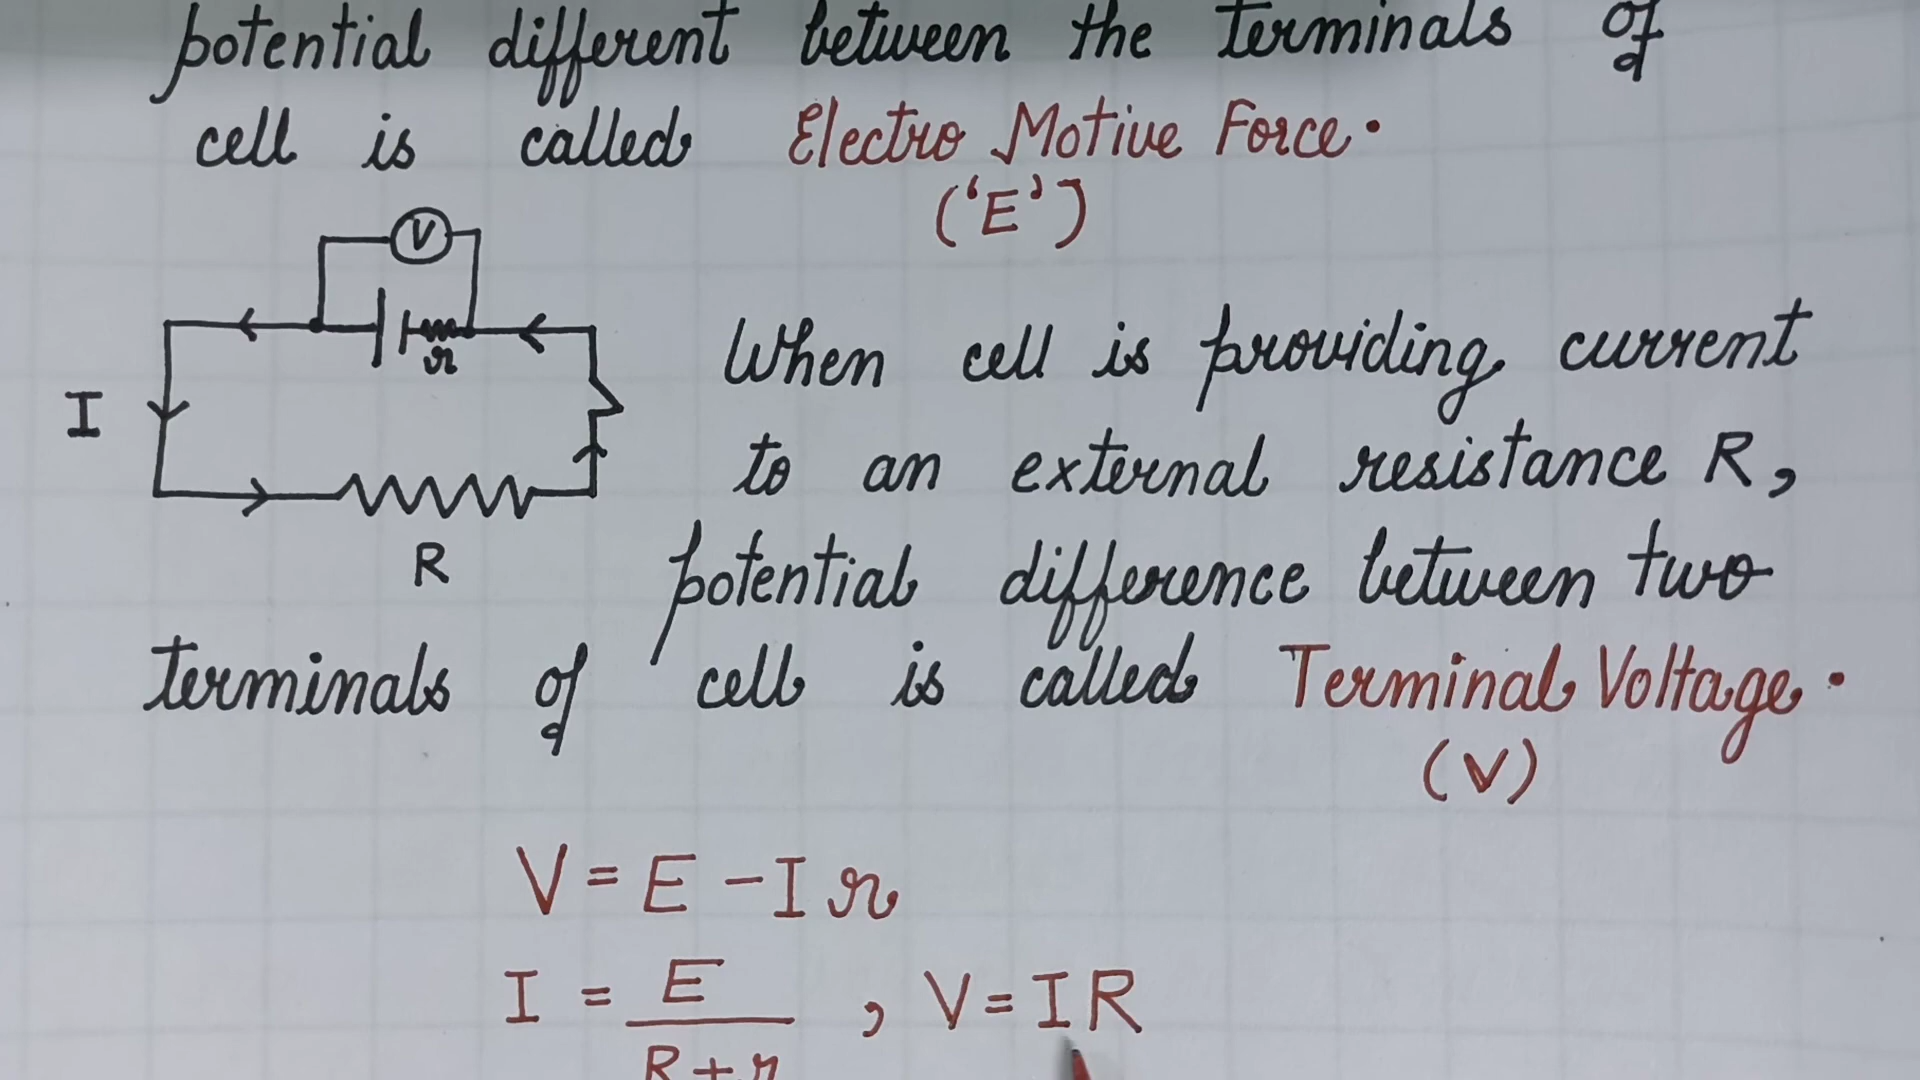 potential different between the terminals of
cell is called Electro Motive Force.
('E')
V
r
I
R
When cell is providing current
to an external resistance R,
potential difference between two
terminals of cell is called Terminal Voltage.
(V)
V = E - I r
I = E / R + r , V = IR